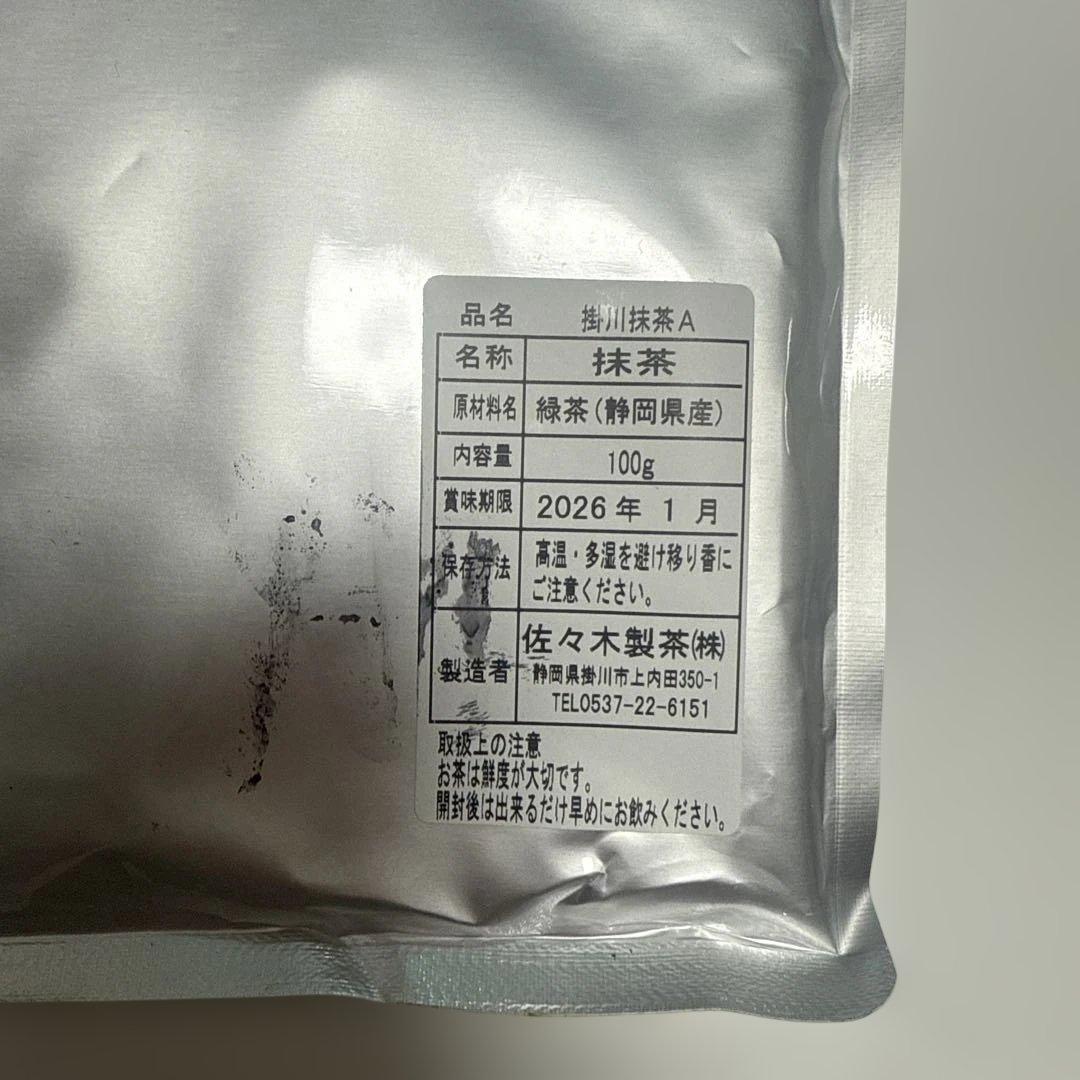 品名 掛川抹茶A
名称 抹茶
原材料名 緑茶(静岡県産)
内容量 100g
賞味期限 2026年 1 月
保存方法 高温・多湿を避け移り香に
ご注意ください。
製造者 佐々木製茶㈱
静岡県掛川市上内田350-1
TEL0537-22-6151
取扱上の注意
お茶は鮮度が大切です。
開封後は出来るだけ早めにお飲みください。